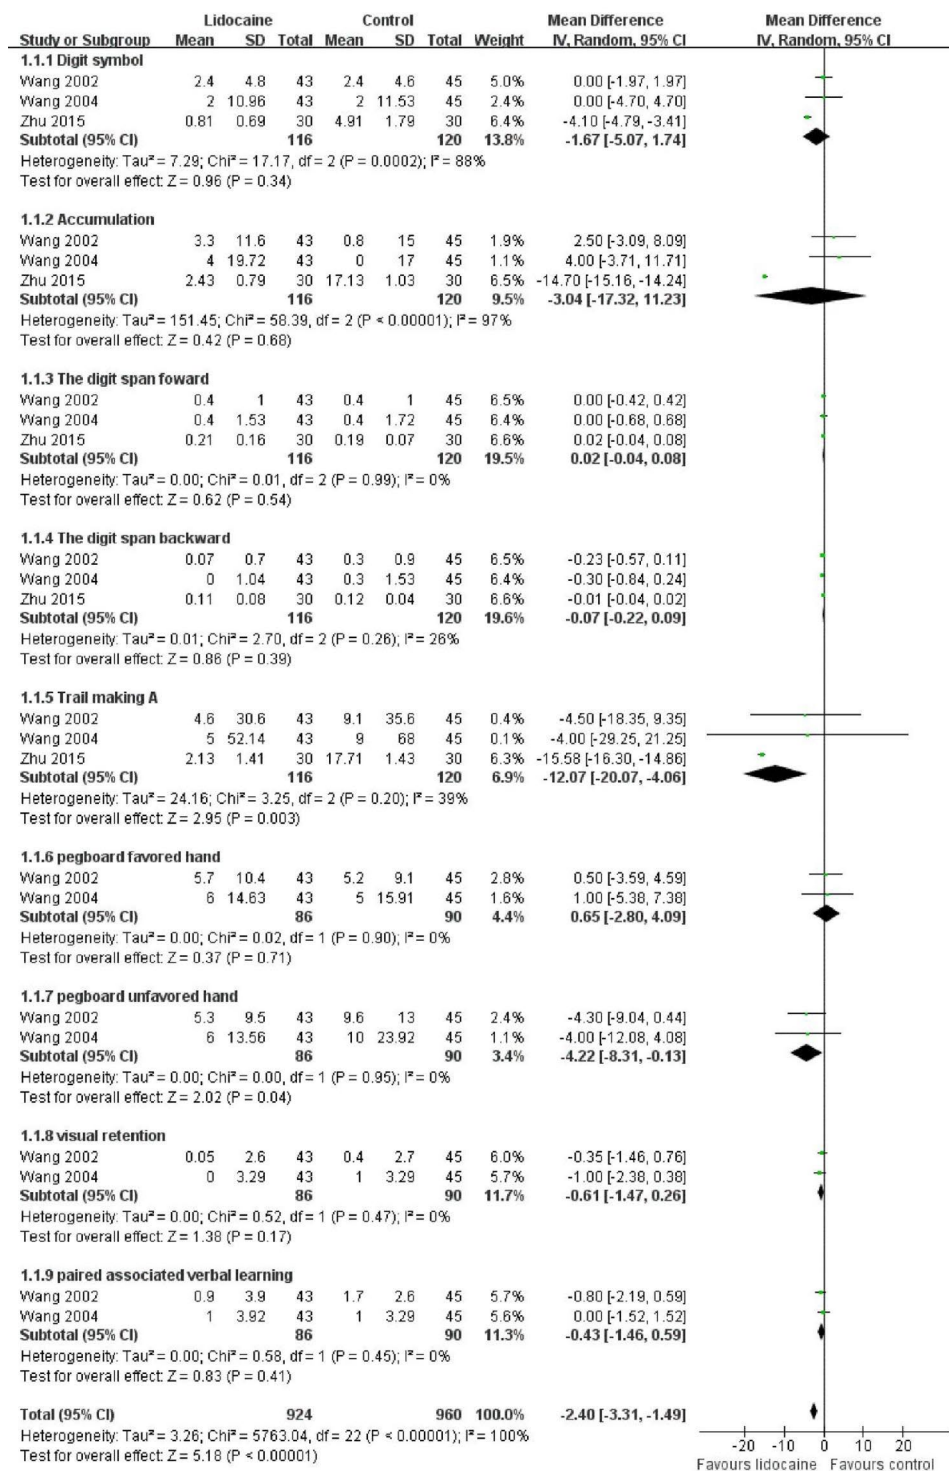 Lidocaine Control Mean Difference Mean Difference
Study or Subgroup Mean SD Total Mean SD Total Weight IV, Random, 95% CI IV, Random, 95% CI
1.1.1 Digit symbol
Wang 2002 2.4 4.8 43 2.4 4.6 45 5.0% 0.00 [-1.97, 1.97]
Wang 2004 2 10.96 43 2 11.53 45 2.4% 0.00 [-4.70, 4.70]
Zhu 2015 0.81 0.69 30 4.91 1.79 30 6.4% -4.10 [-4.79, -3.41]
Subtotal (95% CI) 116 120 13.8% -1.67 [-5.07, 1.74]
Heterogeneity: Tau² = 7.29; Chi² = 17.17, df = 2 (P = 0.0002); I² = 88%
Test for overall effect: Z = 0.96 (P = 0.34)
1.1.2 Accumulation
Wang 2002 3.3 11.6 43 0.8 15 45 1.9% 2.50 [-3.09, 8.09]
Wang 2004 4 19.72 43 0 17 45 1.1% 4.00 [-3.71, 11.71]
Zhu 2015 2.43 0.79 30 17.13 1.03 30 6.5% -14.70 [-15.16, -14.24]
Subtotal (95% CI) 116 120 9.5% -3.04 [-17.32, 11.23]
Heterogeneity: Tau² = 151.45; Chi² = 58.39, df = 2 (P < 0.00001); I² = 97%
Test for overall effect: Z = 0.42 (P = 0.68)
1.1.3 The digit span foward
Wang 2002 0.4 1 43 0.4 1 45 6.5% 0.00 [-0.42, 0.42]
Wang 2004 0.4 1.53 43 0.4 1.72 45 6.4% 0.00 [-0.68, 0.68]
Zhu 2015 0.21 0.16 30 0.19 0.07 30 6.6% 0.02 [-0.04, 0.08]
Subtotal (95% CI) 116 120 19.5% 0.02 [-0.04, 0.08]
Heterogeneity: Tau² = 0.00; Chi² = 0.01, df = 2 (P = 0.99); I² = 0%
Test for overall effect: Z = 0.62 (P = 0.54)
1.1.4 The digit span backward
Wang 2002 0.07 0.7 43 0.3 0.9 45 6.5% -0.23 [-0.57, 0.11]
Wang 2004 0 1.04 43 0.3 1.53 45 6.4% -0.30 [-0.84, 0.24]
Zhu 2015 0.11 0.08 30 0.12 0.04 30 6.6% -0.01 [-0.04, 0.02]
Subtotal (95% CI) 116 120 19.6% -0.07 [-0.22, 0.09]
Heterogeneity: Tau² = 0.01; Chi² = 2.70, df = 2 (P = 0.26); I² = 26%
Test for overall effect: Z = 0.86 (P = 0.39)
1.1.5 Trail making A
Wang 2002 4.6 30.6 43 9.1 35.6 45 0.4% -4.50 [-18.35, 9.35]
Wang 2004 5 52.14 43 9 68 45 0.1% -4.00 [-29.25, 21.25]
Zhu 2015 2.13 1.41 30 17.71 1.43 30 6.3% -15.58 [-16.30, -14.86]
Subtotal (95% CI) 116 120 6.9% -12.07 [-20.07, -4.06]
Heterogeneity: Tau² = 24.16; Chi² = 3.25, df = 2 (P = 0.20); I² = 39%
Test for overall effect: Z = 2.95 (P = 0.003)
1.1.6 pegboard favored hand
Wang 2002 5.7 10.4 43 5.2 9.1 45 2.8% 0.50 [-3.59, 4.59]
Wang 2004 6 14.63 43 5 15.91 45 1.6% 1.00 [-5.38, 7.38]
Subtotal (95% CI) 86 90 4.4% 0.65 [-2.80, 4.09]
Heterogeneity: Tau² = 0.00; Chi² = 0.02, df = 1 (P = 0.90); I² = 0%
Test for overall effect: Z = 0.37 (P = 0.71)
1.1.7 pegboard unfavored hand
Wang 2002 5.3 9.5 43 9.6 13 45 2.4% -4.30 [-9.04, 0.44]
Wang 2004 6 13.56 43 10 23.92 45 1.1% -4.00 [-12.08, 4.08]
Subtotal (95% CI) 86 90 3.4% -4.22 [-8.31, -0.13]
Heterogeneity: Tau² = 0.00; Chi² = 0.00, df = 1 (P = 0.95); I² = 0%
Test for overall effect: Z = 2.02 (P = 0.04)
1.1.8 visual retention
Wang 2002 0.05 2.6 43 0.4 2.7 45 6.0% -0.35 [-1.46, 0.76]
Wang 2004 0 3.29 43 1 3.29 45 5.7% -1.00 [-2.38, 0.38]
Subtotal (95% CI) 86 90 11.7% -0.61 [-1.47, 0.26]
Heterogeneity: Tau² = 0.00; Chi² = 0.52, df = 1 (P = 0.47); I² = 0%
Test for overall effect: Z = 1.38 (P = 0.17)
1.1.9 paired associated verbal learning
Wang 2002 0.9 3.9 43 1.7 2.6 45 5.7% -0.80 [-2.19, 0.59]
Wang 2004 1 3.92 43 1 3.29 45 5.6% 0.00 [-1.52, 1.52]
Subtotal (95% CI) 86 90 11.3% -0.43 [-1.46, 0.59]
Heterogeneity: Tau² = 0.00; Chi² = 0.58, df = 1 (P = 0.45); I² = 0%
Test for overall effect: Z = 0.83 (P = 0.41)
Total (95% CI) 924 960 100.0% -2.40 [-3.31, -1.49]
Heterogeneity: Tau² = 3.26; Chi² = 5763.04, df = 22 (P < 0.00001); I² = 100%
Test for overall effect: Z = 5.18 (P < 0.00001)
-20 -10 0 10 20
Favours lidocaine Favours control